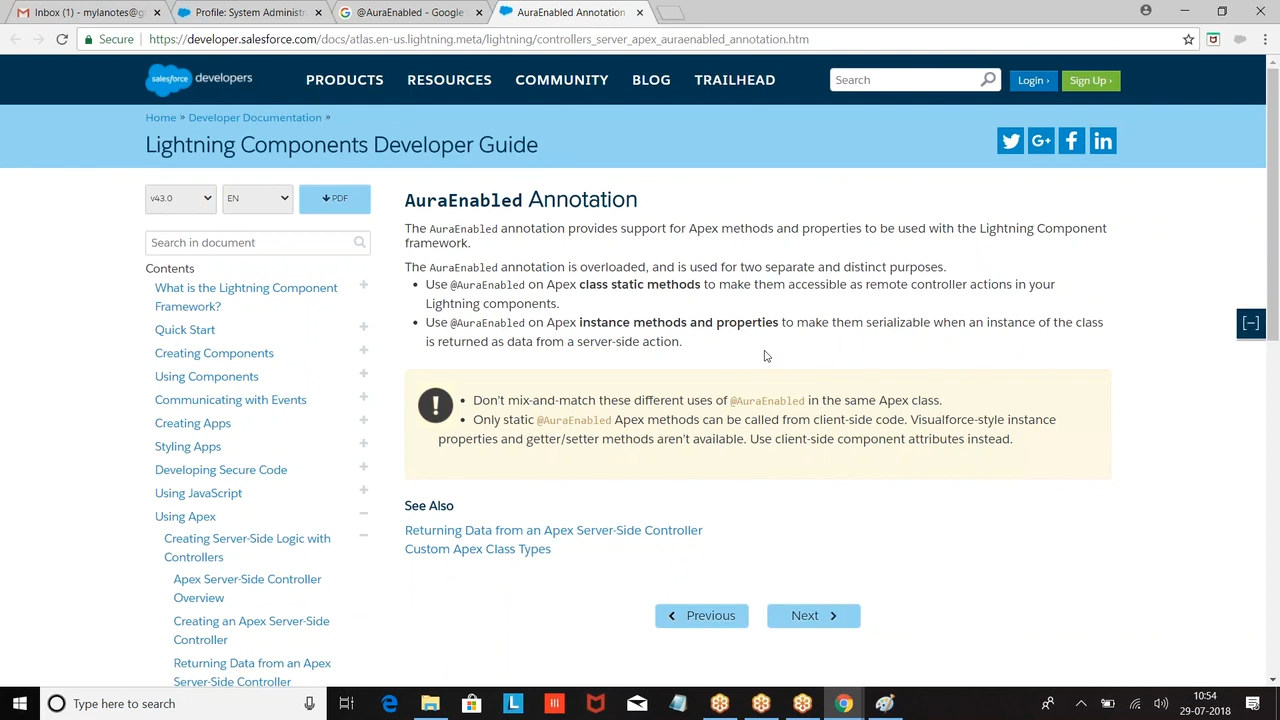 Inbox (1) - mylanotes@g
Profile: System Administr
@AuraEnabled - Google
AuraEnabled Annotation
Secure
https://developer.salesforce.com/docs/atlas.en-us.lightning.meta/lightning/controllers_server_apex_auraenabled_annotation.htm
salesforce developers
PRODUCTS RESOURCES COMMUNITY BLOG TRAILHEAD
Search
Login ›
Sign Up ›
Home » Developer Documentation »
Lightning Components Developer Guide
v43.0
EN
PDF
Search in document
Contents
What is the Lightning Component
Framework?
Quick Start
Creating Components
Using Components
Communicating with Events
Creating Apps
Styling Apps
Developing Secure Code
Using JavaScript
Using Apex
Creating Server-Side Logic with
Controllers
Apex Server-Side Controller
Overview
Creating an Apex Server-Side
Controller
Returning Data from an Apex
Server-Side Controller
AuraEnabled Annotation
The AuraEnabled annotation provides support for Apex methods and properties to be used with the Lightning Component
framework.
The AuraEnabled annotation is overloaded, and is used for two separate and distinct purposes.
• Use @AuraEnabled on Apex class static methods to make them accessible as remote controller actions in your
Lightning components.
• Use @AuraEnabled on Apex instance methods and properties to make them serializable when an instance of the class
is returned as data from a server-side action.
• Don't mix-and-match these different uses of @AuraEnabled in the same Apex class.
• Only static @AuraEnabled Apex methods can be called from client-side code. Visualforce-style instance
properties and getter/setter methods aren't available. Use client-side component attributes instead.
See Also
Returning Data from an Apex Server-Side Controller
Custom Apex Class Types
Previous
Next
[-]
Type here to search
10:54
29-07-2018